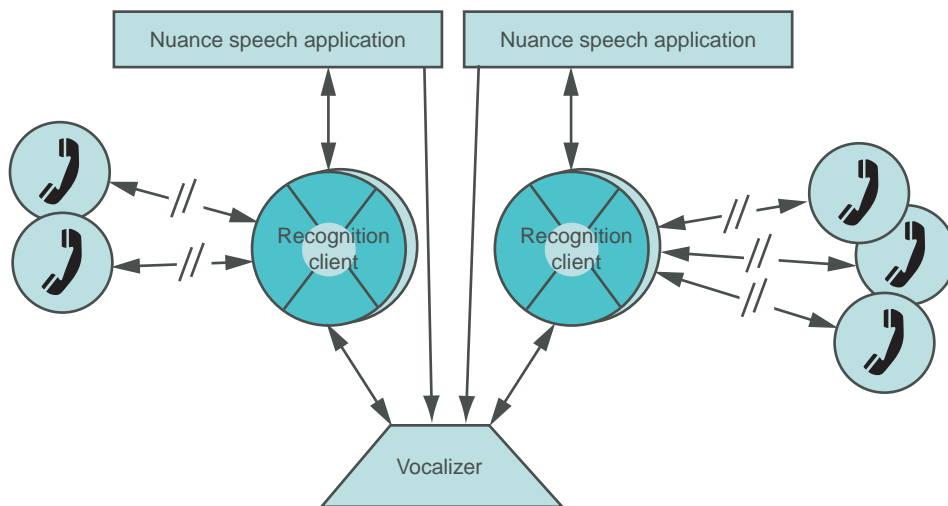 Nuance speech application
Nuance speech application
Recognition
client
Recognition
client
Vocalizer